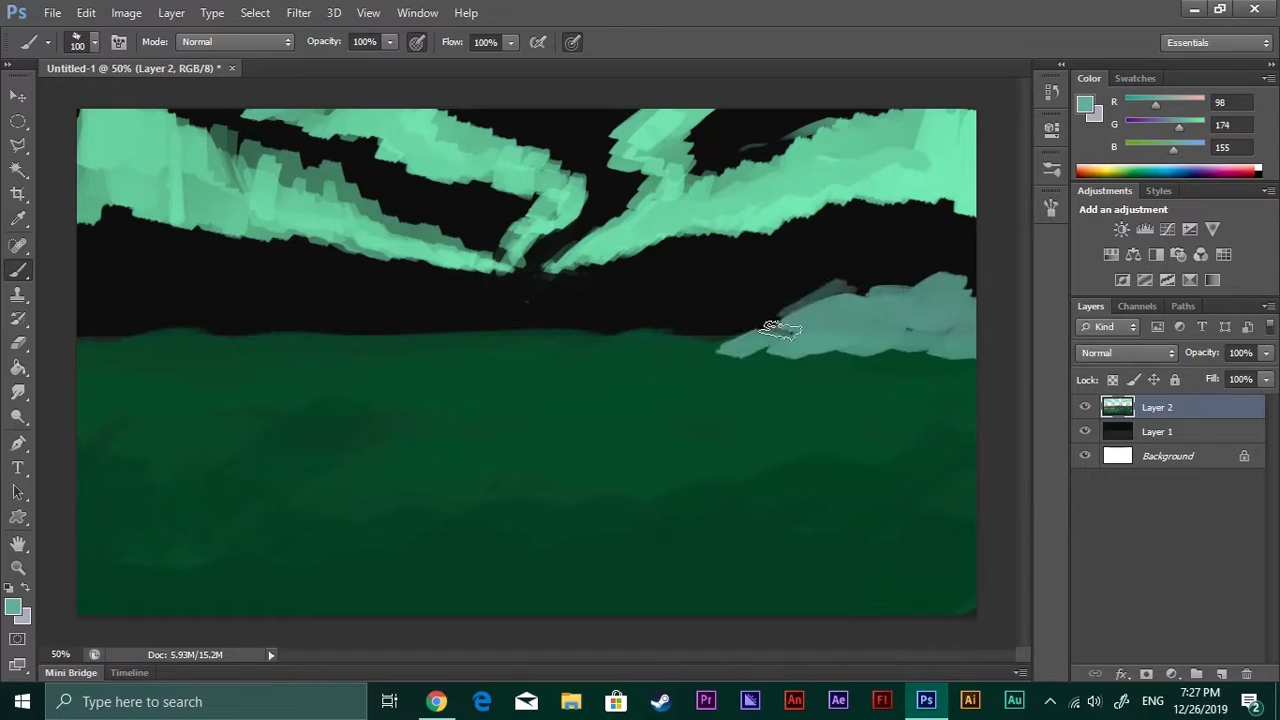 Ps File Edit Image Layer Type Select Filter 3D View Window Help
100 Mode: Normal Opacity: 100% Flow: 100% Essentials
Untitled-1 @ 50% (Layer 2, RGB/8) * ×
Color Swatches
R 98
G 174
B 155
Adjustments Styles
Add an adjustment
Layers Channels Paths
Kind
Normal Opacity: 100%
Lock: Fill: 100%
Layer 2
Layer 1
Background
50% Doc: 5.93M/15.2M
Mini Bridge Timeline
Type here to search
Pr An Ae Fl Ps Ai Au
ENG
7:27 PM
12/26/2019
2